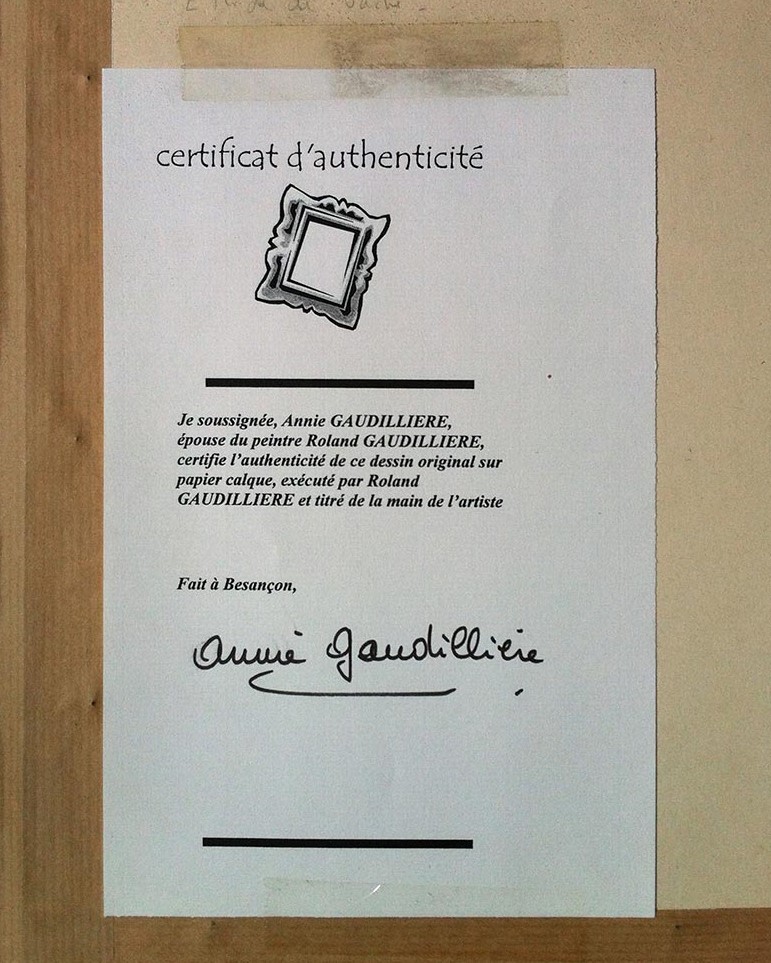 certificat d'authenticité
Je soussignée, Annie GAUDILLIERE,
épouse du peintre Roland GAUDILLIERE,
certifie l'authenticité de ce dessin original sur
papier calque, exécuté par Roland
GAUDILLIERE et titré de la main de l'artiste
Fait à Besançon,
Annie Gaudillière